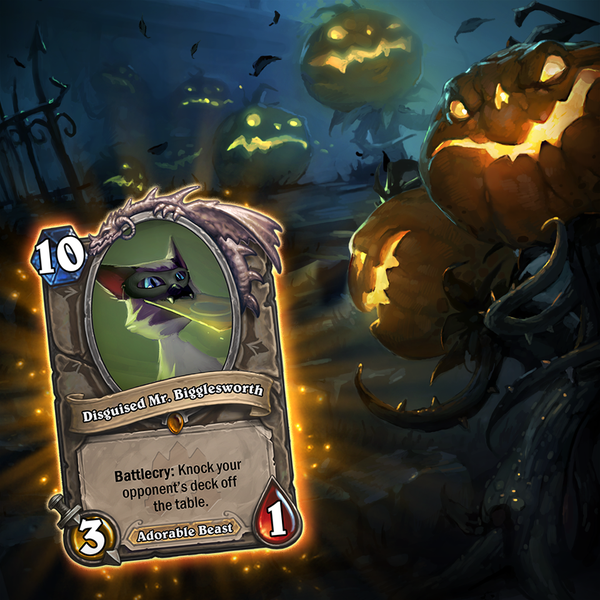 10
Disguised Mr. Bigglesworth
Battlecry: Knock your
opponent's deck off
the table.
3
Adorable Beast
1